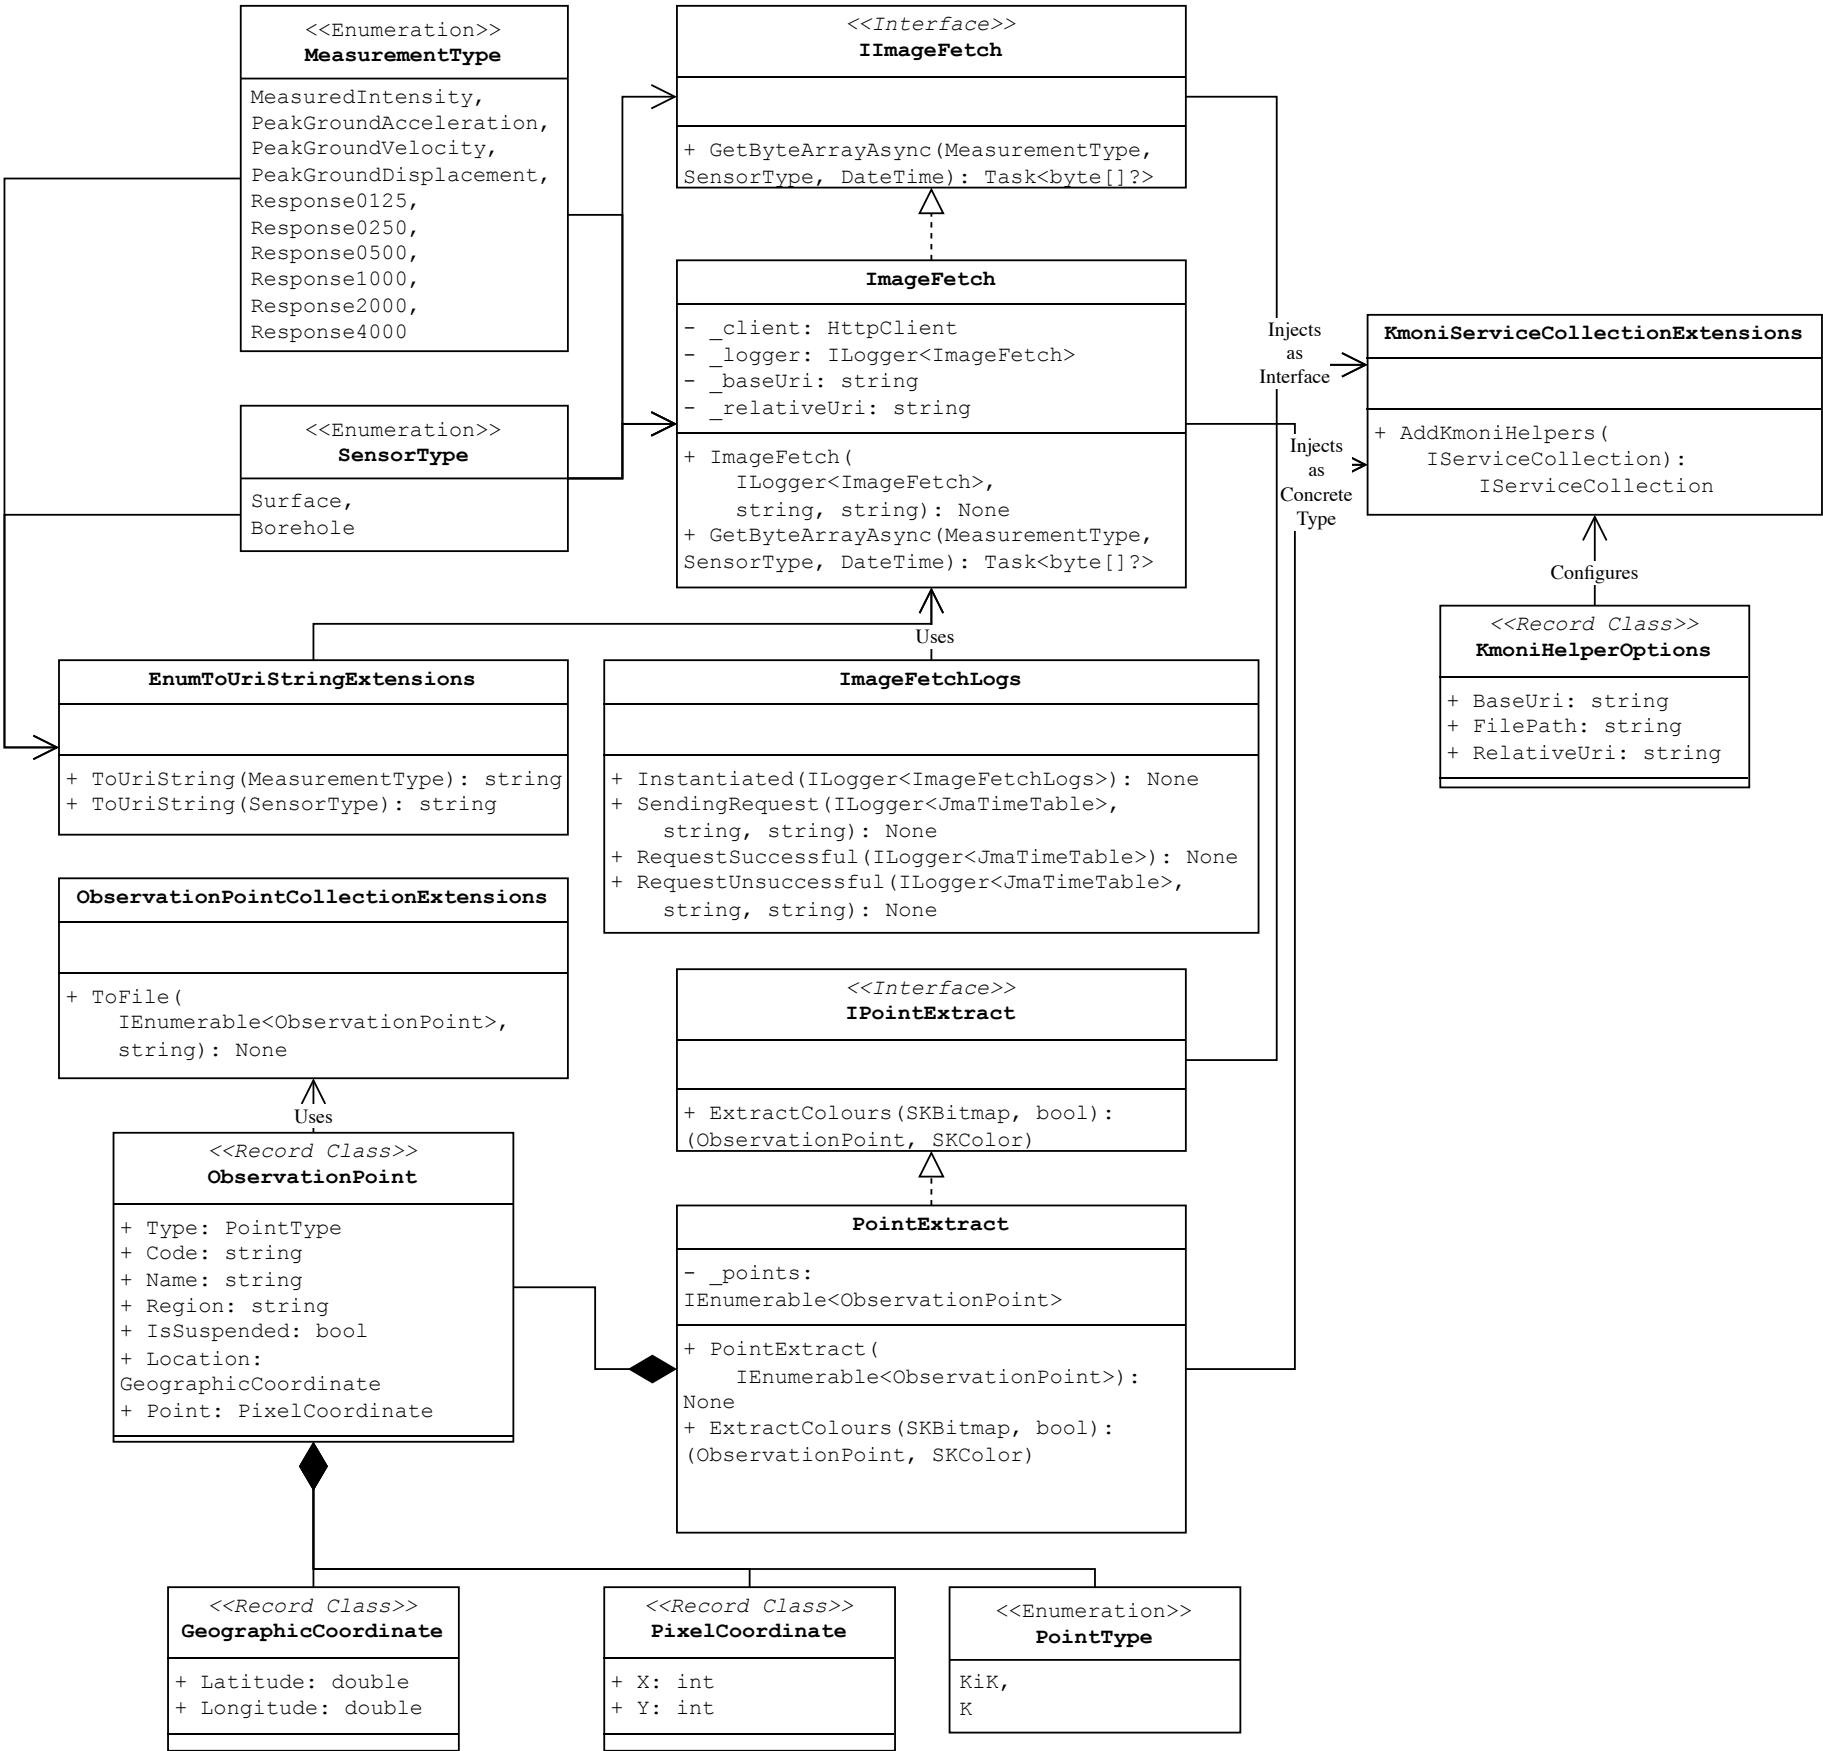 <<Enumeration>>
MeasurementType
MeasuredIntensity,
PeakGroundAcceleration,
PeakGroundVelocity,
PeakGroundDisplacement,
Response0125,
Response0250,
Response0500,
Response1000,
Response2000,
Response4000
<<Interface>>
IImageFetch
+ GetByteArrayAsync(MeasurementType,
SensorType, DateTime): Task<byte[]?>
ImageFetch
- _client: HttpClient
- _logger: ILogger<ImageFetch>
- _baseUri: string
- _relativeUri: string
+ ImageFetch(
ILogger<ImageFetch>,
string, string): None
+ GetByteArrayAsync(MeasurementType,
SensorType, DateTime): Task<byte[]?>
Injects
as
Interface
Injects
as
Concrete
Type
KmoniServiceCollectionExtensions
+ AddKmoniHelpers(
IServiceCollection):
IServiceCollection
Configures
<<Record Class>>
KmoniHelperOptions
+ BaseUri: string
+ FilePath: string
+ RelativeUri: string
<<Enumeration>>
SensorType
Surface,
Borehole
Uses
EnumToUriStringExtensions
+ ToUriString(MeasurementType): string
+ ToUriString(SensorType): string
ImageFetchLogs
+ Instantiated(ILogger<ImageFetchLogs>): None
+ SendingRequest(ILogger<JmaTimeTable>,
string, string): None
+ RequestSuccessful(ILogger<JmaTimeTable>): None
+ RequestUnsuccessful(ILogger<JmaTimeTable>,
string, string): None
ObservationPointCollectionExtensions
+ ToFile(
IEnumerable<ObservationPoint>,
string): None
Uses
<<Record Class>>
ObservationPoint
+ Type: PointType
+ Code: string
+ Name: string
+ Region: string
+ IsSuspended: bool
+ Location:
GeographicCoordinate
+ Point: PixelCoordinate
<<Interface>>
IPointExtract
+ ExtractColours(SKBitmap, bool):
(ObservationPoint, SKColor)
PointExtract
- _points:
IEnumerable<ObservationPoint>
+ PointExtract(
IEnumerable<ObservationPoint>):
None
+ ExtractColours(SKBitmap, bool):
(ObservationPoint, SKColor)
<<Record Class>>
GeographicCoordinate
+ Latitude: double
+ Longitude: double
<<Record Class>>
PixelCoordinate
+ X: int
+ Y: int
<<Enumeration>>
PointType
KiK,
K